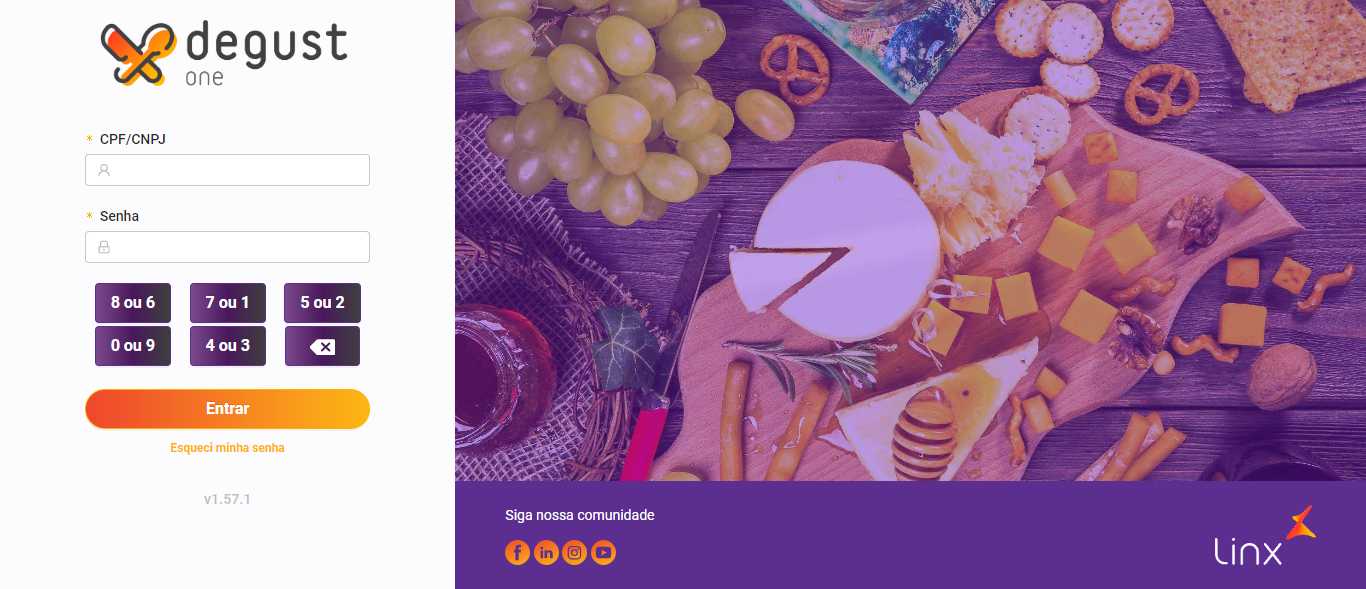 degust
one
* CPF/CNPJ
* Senha
8 ou 6
7 ou 1
5 ou 2
0 ou 9
4 ou 3
Entrar
Esqueci minha senha
v1.57.1
Siga nossa comunidade
linx